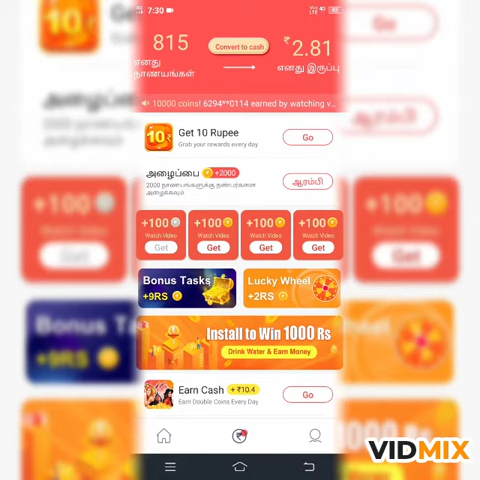 7:30
815
Convert to cash
₹2.81
எனது
நாணயங்கள்
எனது இருப்பு
10000 coins! 6294**0114 earned by watching v...
Get 10 Rupee
Grab your rewards every day
Go
அழைப்பை +2000
2000 நாணயங்களுக்கு நண்பர்களை
அழைக்கவும்
ஆரம்பி
+100 +100 +100 +100
Watch Video Watch Video Watch Video Watch Video
Get Get Get Get
Bonus Tasks
+9RS
Lucky Wheel
+2RS
Install to Win 1000 Rs
Drink Water & Earn Money
Earn Cash + ₹10.4
Earn Double Coins Every Day
Go
VIDMIX